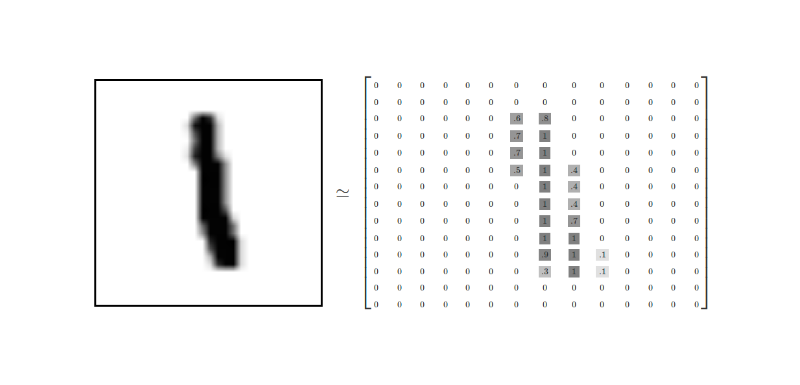 ≃
0 0 0 0 0 0 0 0 0 0 0 0 0 0
0 0 0 0 0 0 0 0 0 0 0 0 0 0
0 0 0 0 0 0 .6 .8 0 0 0 0 0 0
0 0 0 0 0 0 .7 1 0 0 0 0 0 0
0 0 0 0 0 0 .7 1 0 0 0 0 0 0
0 0 0 0 0 0 .5 1 .4 0 0 0 0 0
0 0 0 0 0 0 0 1 .4 0 0 0 0 0
0 0 0 0 0 0 0 1 .4 0 0 0 0 0
0 0 0 0 0 0 0 1 .7 0 0 0 0 0
0 0 0 0 0 0 0 1 1 0 0 0 0 0
0 0 0 0 0 0 0 .9 1 .1 0 0 0 0
0 0 0 0 0 0 0 .3 1 .1 0 0 0 0
0 0 0 0 0 0 0 0 0 0 0 0 0 0
0 0 0 0 0 0 0 0 0 0 0 0 0 0